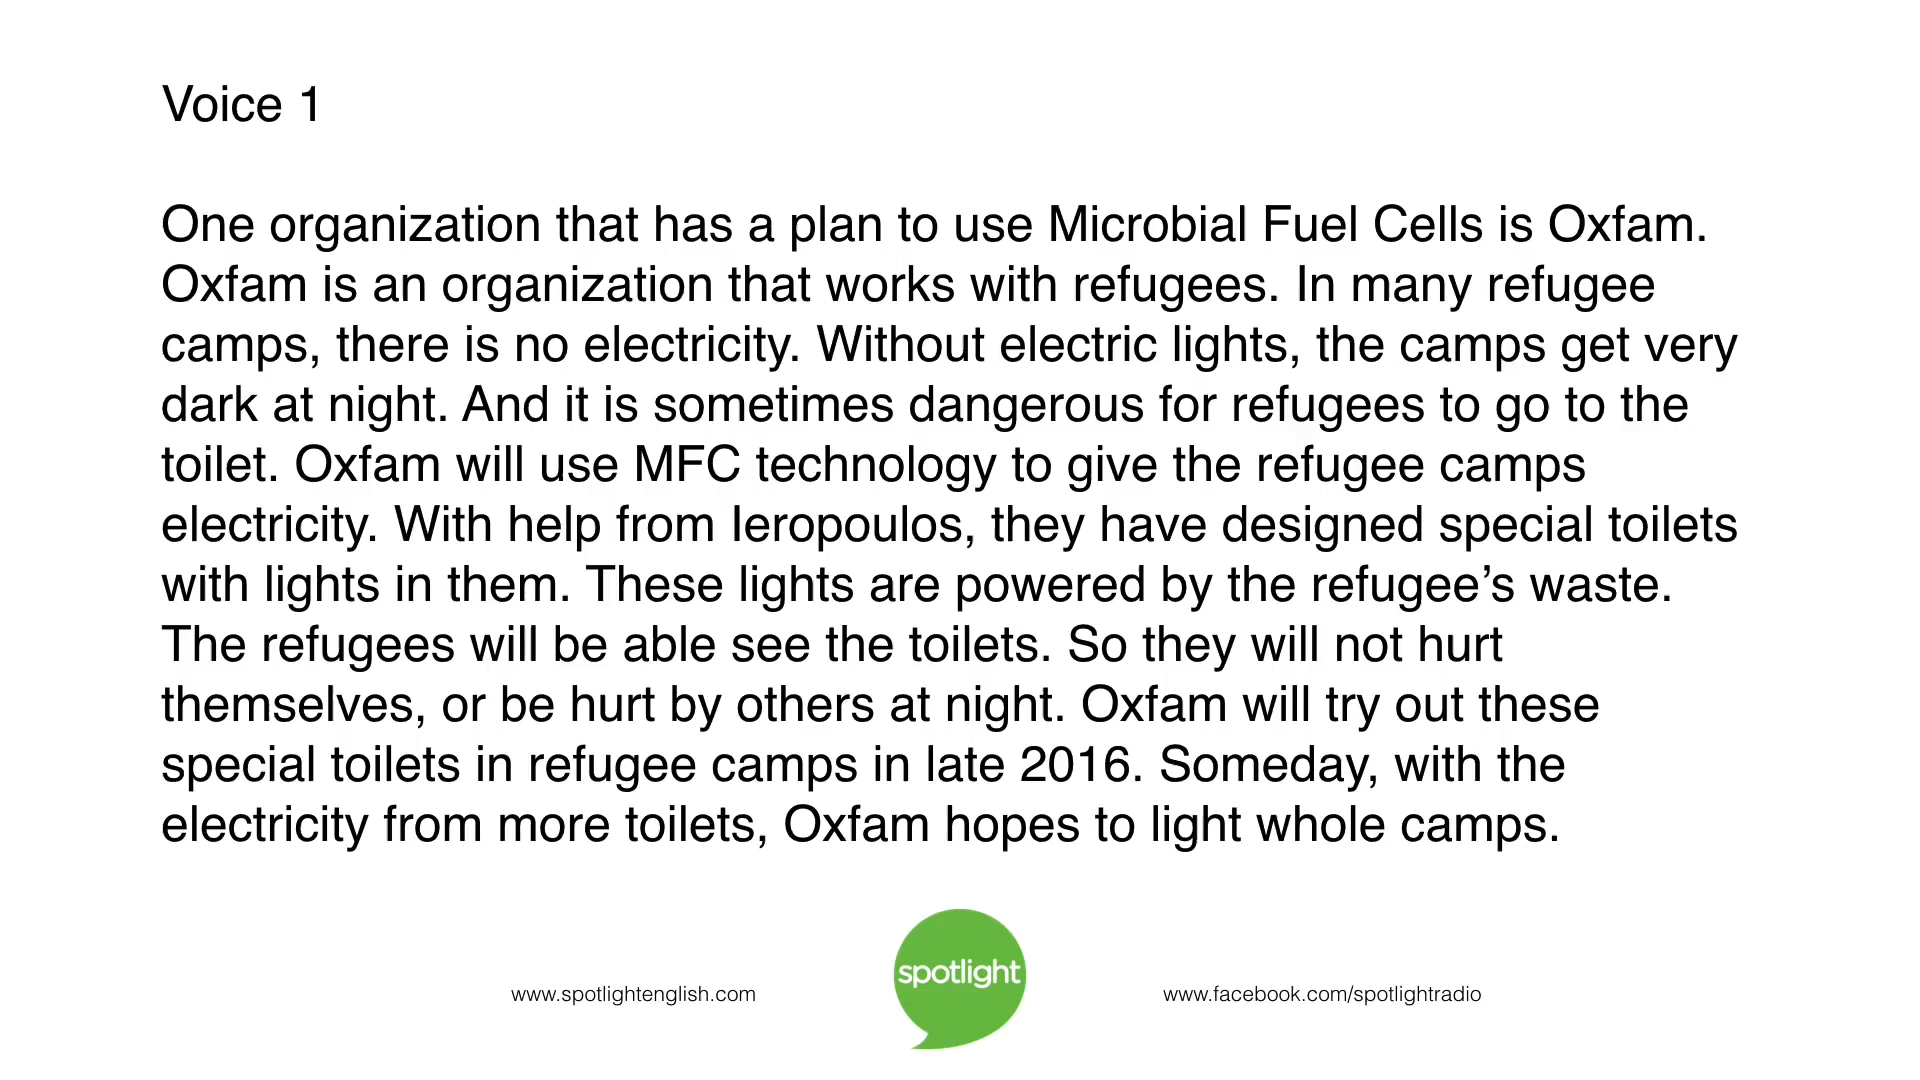 Voice 1
One organization that has a plan to use Microbial Fuel Cells is Oxfam.
Oxfam is an organization that works with refugees. In many refugee
camps, there is no electricity. Without electric lights, the camps get very
dark at night. And it is sometimes dangerous for refugees to go to the
toilet. Oxfam will use MFC technology to give the refugee camps
electricity. With help from Ieropoulos, they have designed special toilets
with lights in them. These lights are powered by the refugee’s waste.
The refugees will be able see the toilets. So they will not hurt
themselves, or be hurt by others at night. Oxfam will try out these
special toilets in refugee camps in late 2016. Someday, with the
electricity from more toilets, Oxfam hopes to light whole camps.
spotlight
www.spotlightenglish.com
www.facebook.com/spotlightradio